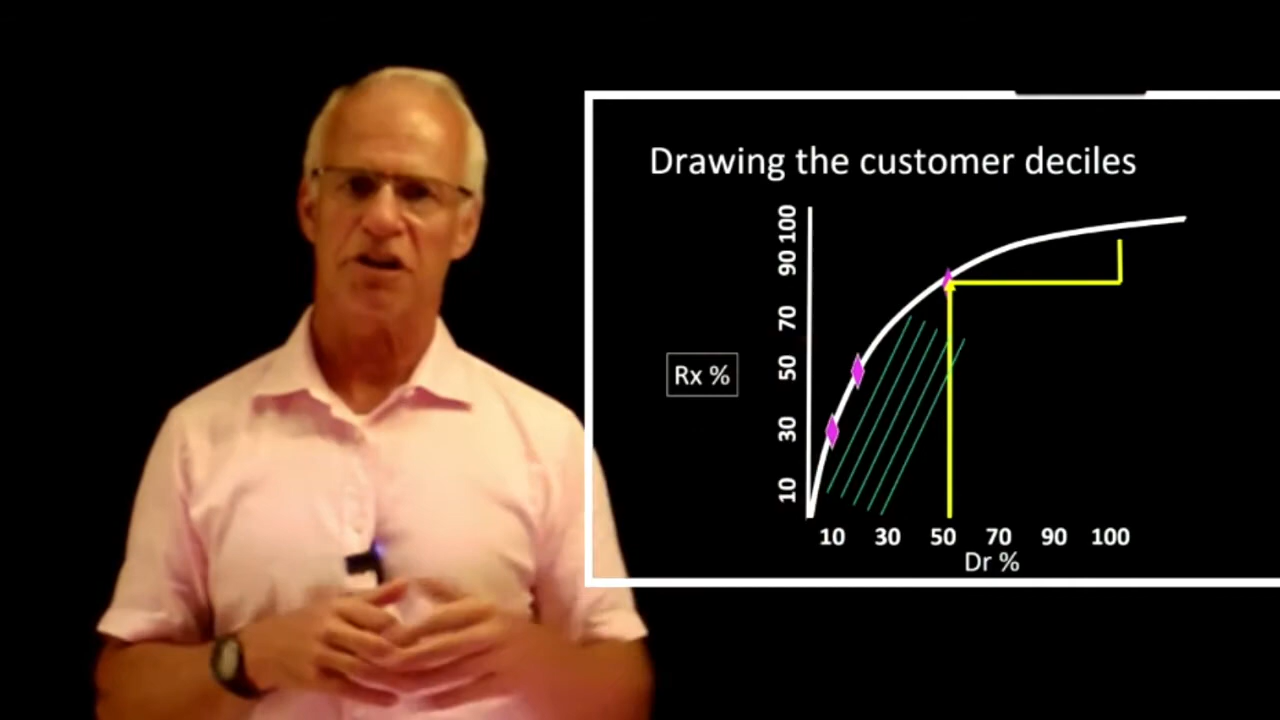 Drawing the customer deciles
100
90
70
50
30
10
Rx %
10 30 50 70 90 100
Dr %